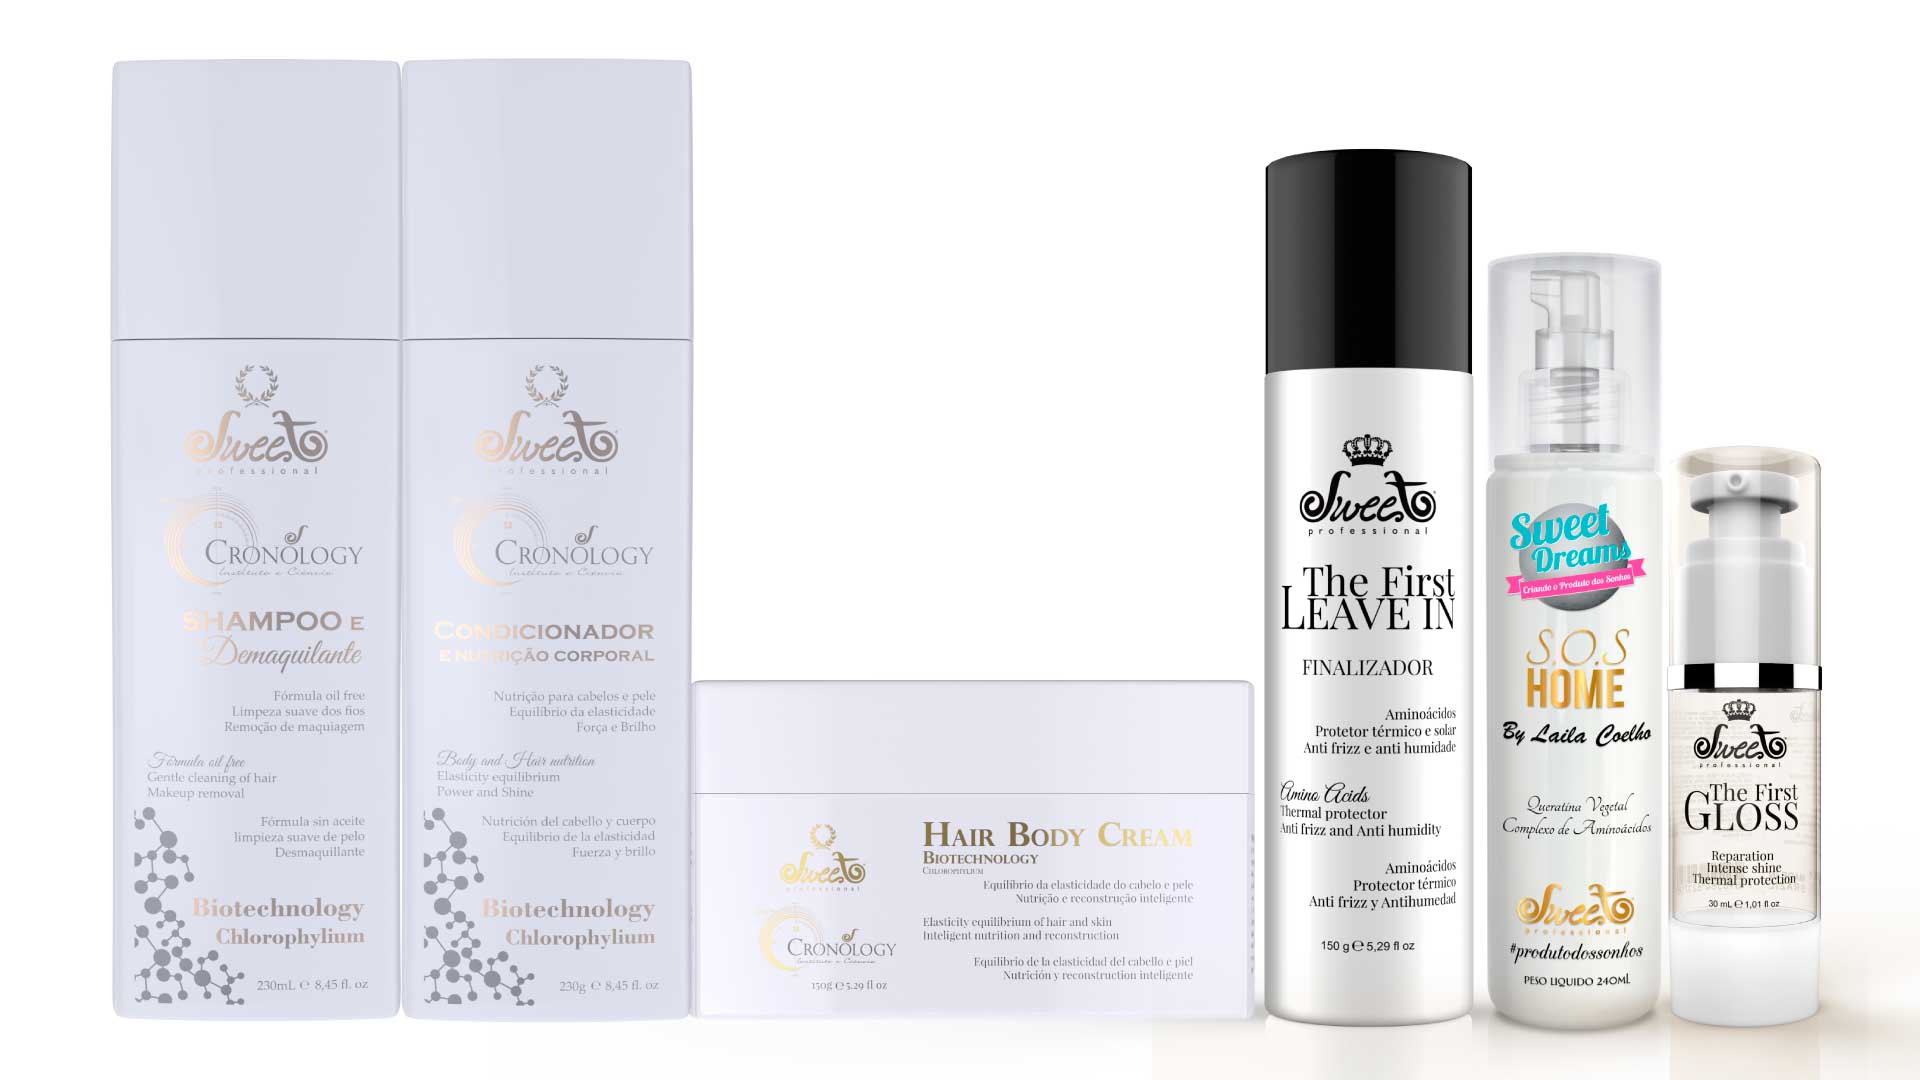 Sweet
professional
CRONOLOGY
Instituto e Ciência
SHAMPOO E
Demaquilante
Fórmula oil free
Limpeza suave dos fios
Remoção de maquiagem
Fórmula oil free
Gentle cleaning of hair
Makeup removal
Fórmula sin aceite
limpieza suave de pelo
Desmaquillante
Biotechnology
Chlorophylium
230mL ℮ 8,45 fl. oz
Sweet
professional
CRONOLOGY
Instituto e Ciência
CONDICIONADOR
E NUTRIÇÃO CORPORAL
Nutrição para cabelos e pele
Equilíbrio da elasticidade
Força e Brilho
Body and Hair nutrition
Elasticity equilibrium
Power and Shine
Nutrición del cabello y cuerpo
Equilibrio de la elasticidad
Fuerza y brillo
Biotechnology
Chlorophylium
230g ℮ 8,45 fl. oz
Sweet
professional
CRONOLOGY
Instituto e Ciência
150g ℮ 5.29 fl oz
HAIR BODY CREAM
BIOTECHNOLOGY
CHLOROPHYLIUM
Equilíbrio da elasticidade do cabelo e pele
Nutrição e reconstrução inteligente
Elasticity equilibrium of hair and skin
Inteligent nutrition and reconstruction
Equilibrio de la elasticidad del cabello e piel
Nutrición y reconstruction inteligente
Sweet
professional
The First
LEAVE IN
FINALIZADOR
Aminoácidos
Protetor térmico e solar
Anti frizz e anti humidade
Amino Acids
Thermal protector
Anti frizz and Anti humidity
Aminoácidos
Protector térmico
Anti frizz y Antihumedad
150 g ℮ 5,29 fl oz
Sweet
Dreams
Criando o Produto dos Sonhos
S.O.S
HOME
By Laila Coelho
Queratina Vegetal
Complexo de Aminoácidos
Sweet
professional
#produtodossonhos
PESO LIQUIDO 240ML
Sweet
professional
The First
GLOSS
Reparation
Intense shine
Thermal protection
30 mL ℮ 1,01 fl oz